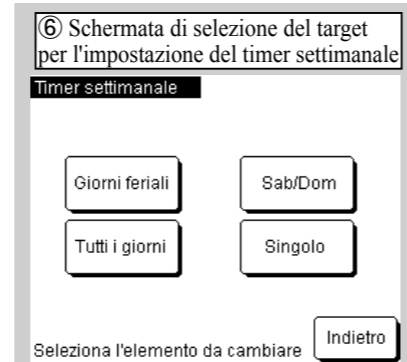 ⑥ Schermata di selezione del target
per l'impostazione del timer settimanale
Timer settimanale
Giorni feriali
Sab/Dom
Tutti i giorni
Singolo
Seleziona l'elemento da cambiare
Indietro